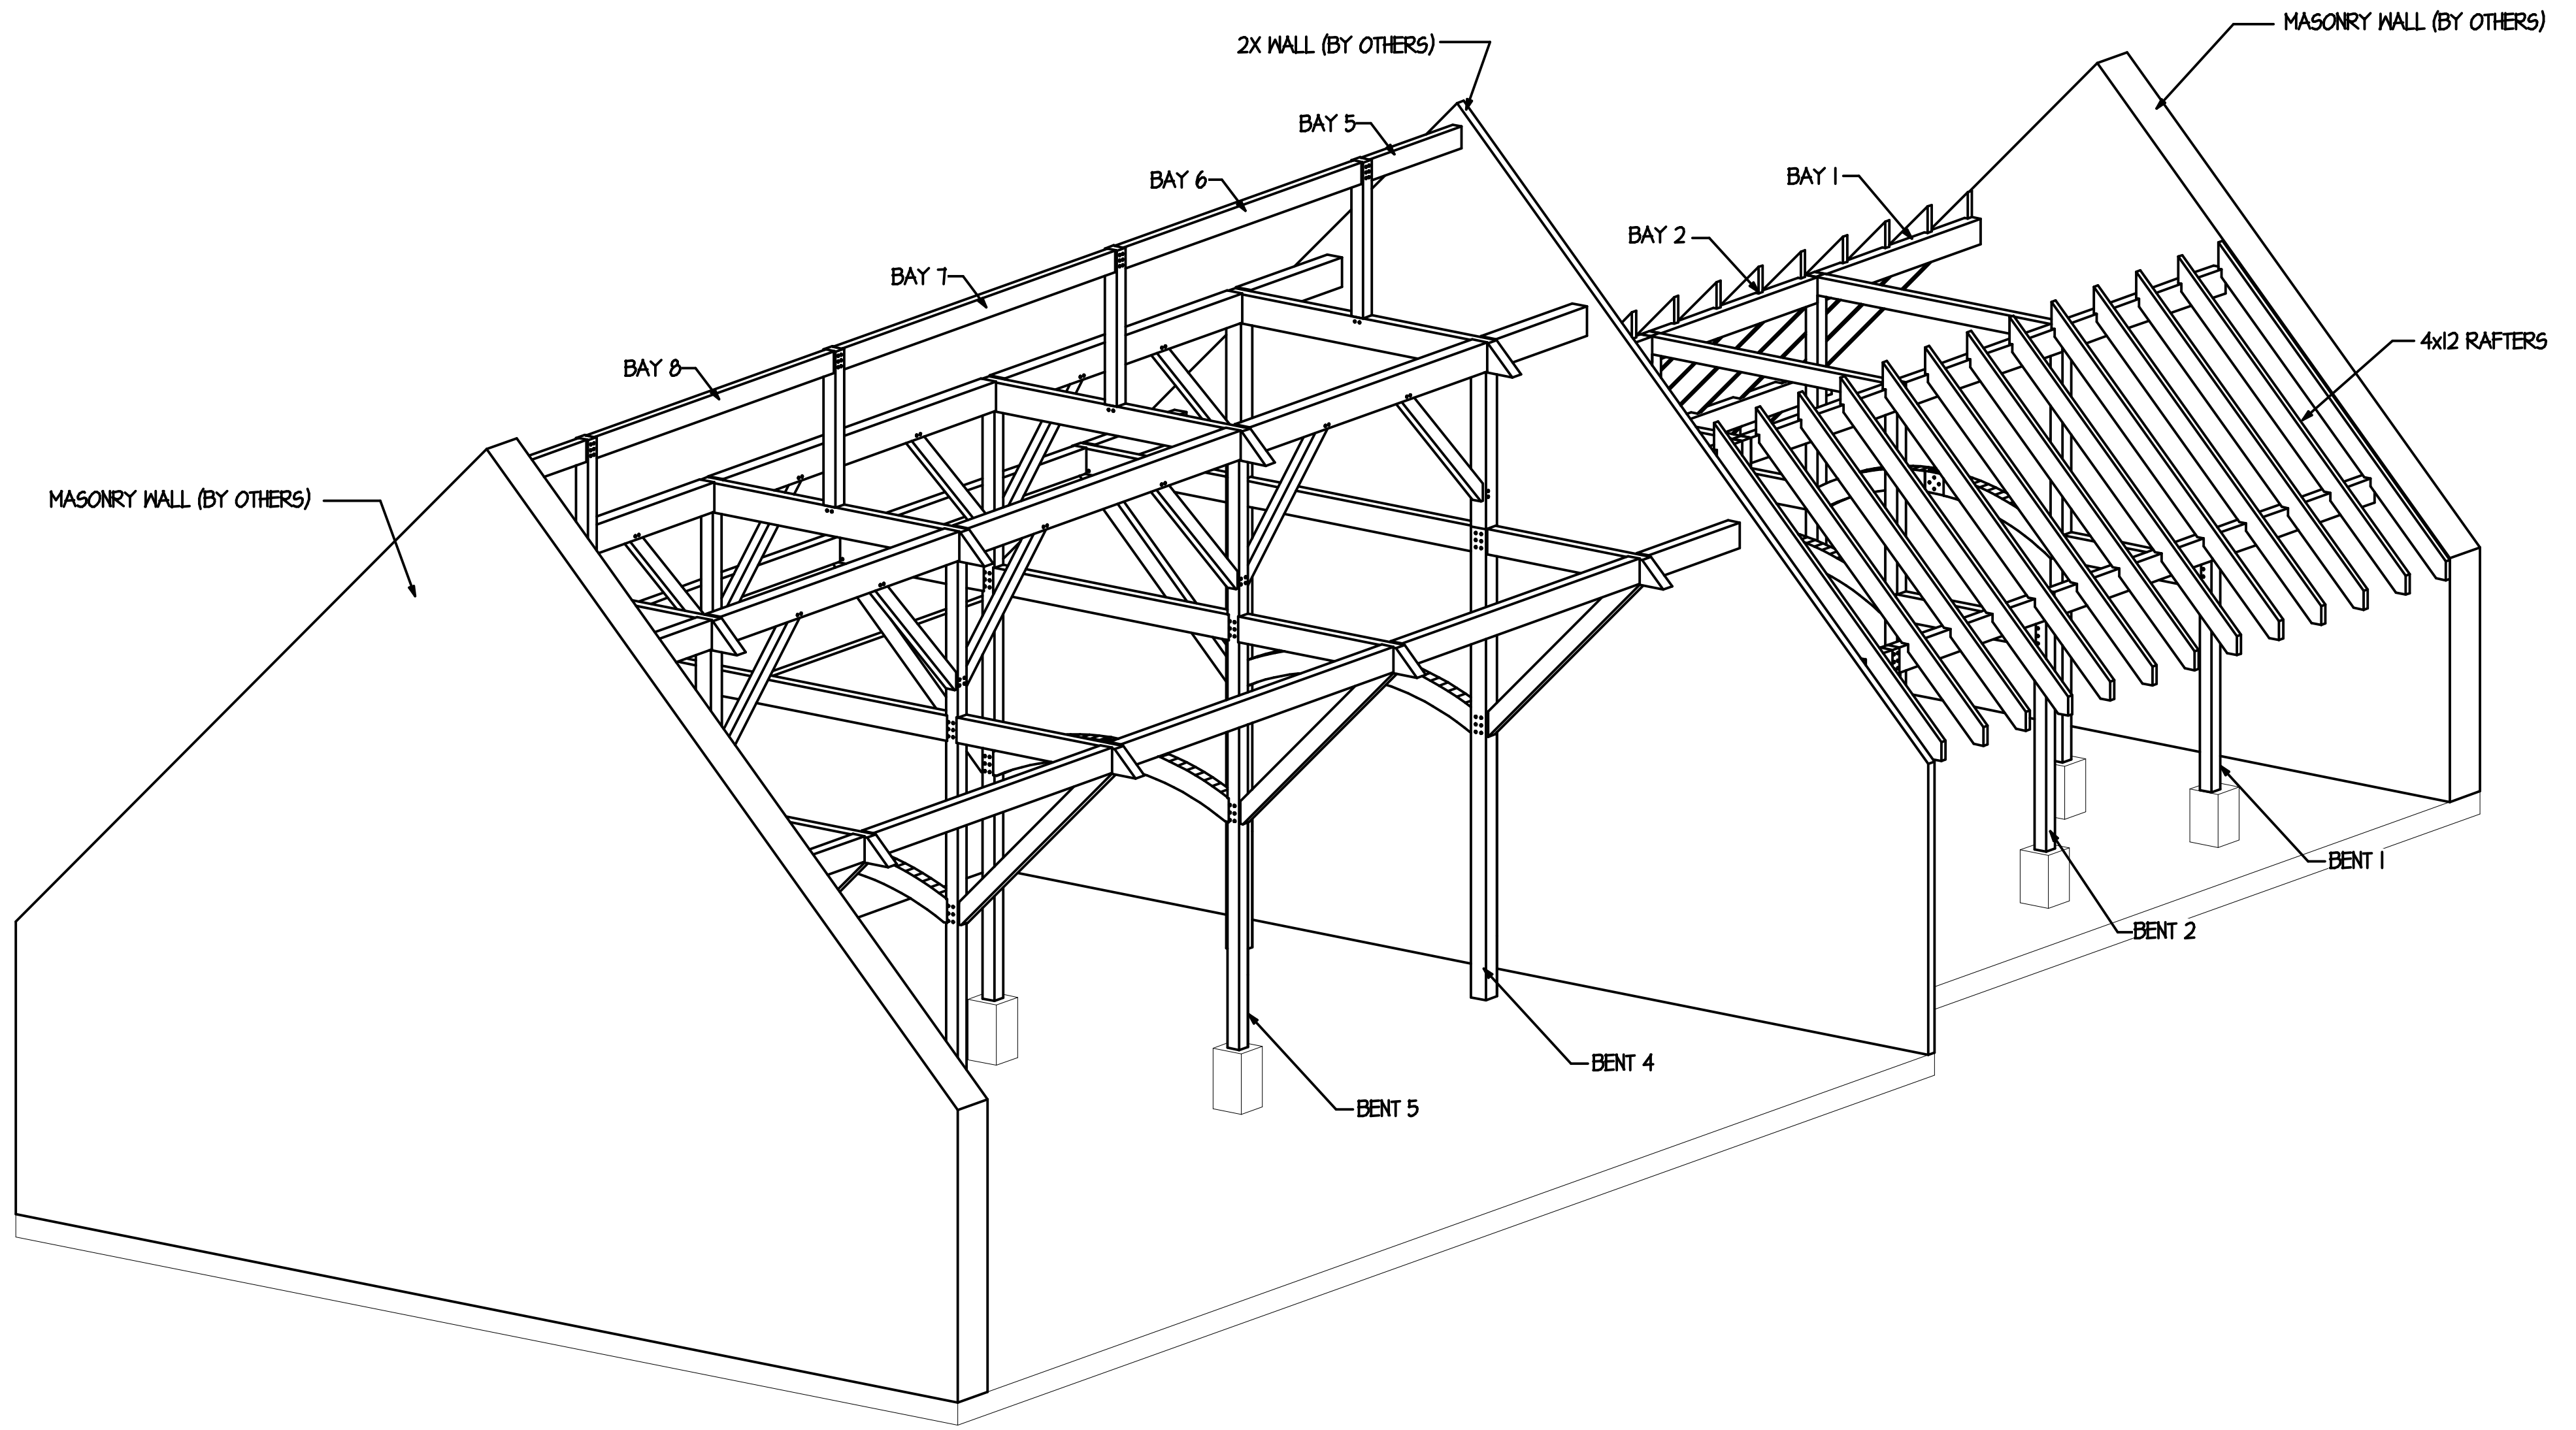 MASONRY WALL (BY OTHERS)
2X WALL (BY OTHERS)
BAY 5
BAY 6
BAY 1
BAY 2
BAY 7
4x12 RAFTERS
BAY 8
MASONRY WALL (BY OTHERS)
BENT 1
BENT 2
BENT 4
BENT 5